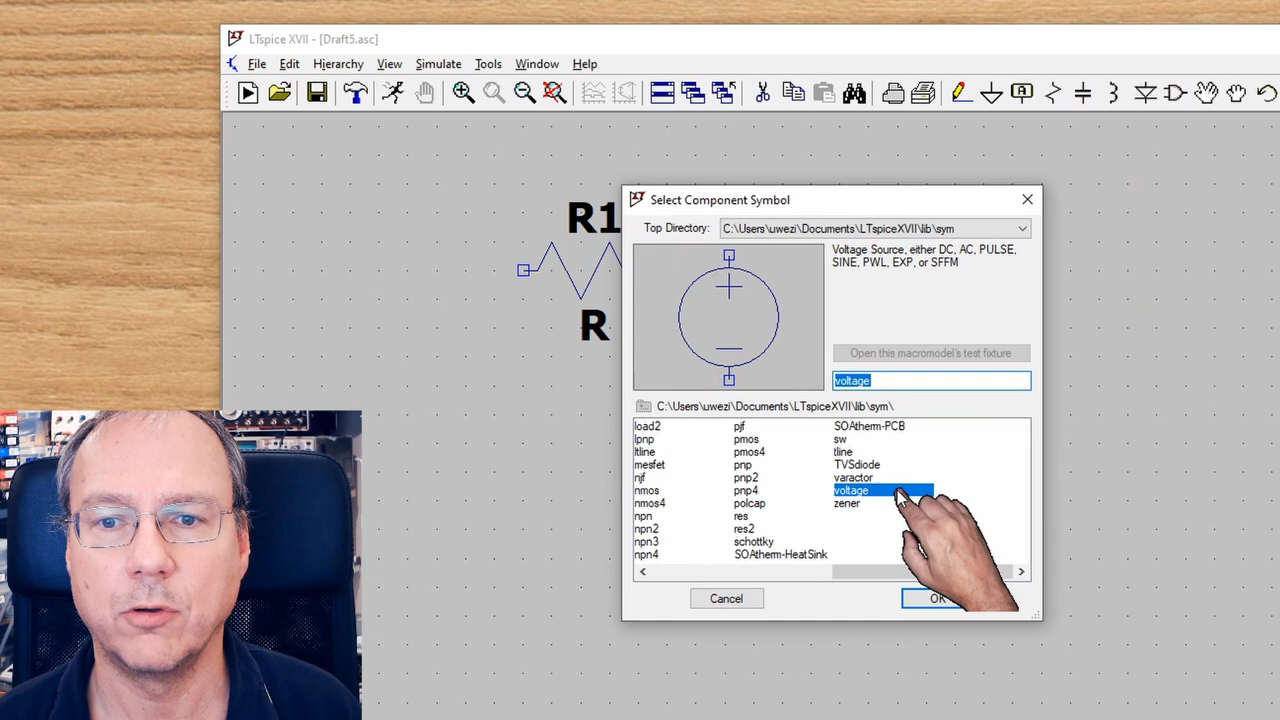 LTspice XVII - [Draft5.asc]
File Edit Hierarchy View Simulate Tools Window Help
R1
R
Select Component Symbol
Top Directory: C:\Users\uwezi\Documents\LTspiceXVII\lib\sym
Voltage Source, either DC, AC, PULSE,
SINE, PWL, EXP, or SFFM
Open this macromodel's test fixture
voltage
C:\Users\uwezi\Documents\LTspiceXVII\lib\sym\
load2 pjf SOAtherm-PCB
lpnp pmos sw
ltline pmos4 tline
mesfet pnp TVSdiode
njf pnp2 varactor
nmos pnp4 voltage
nmos4 polcap zener
npn res
npn2 res2
npn3 schottky
npn4 SOAtherm-HeatSink
Cancel OK